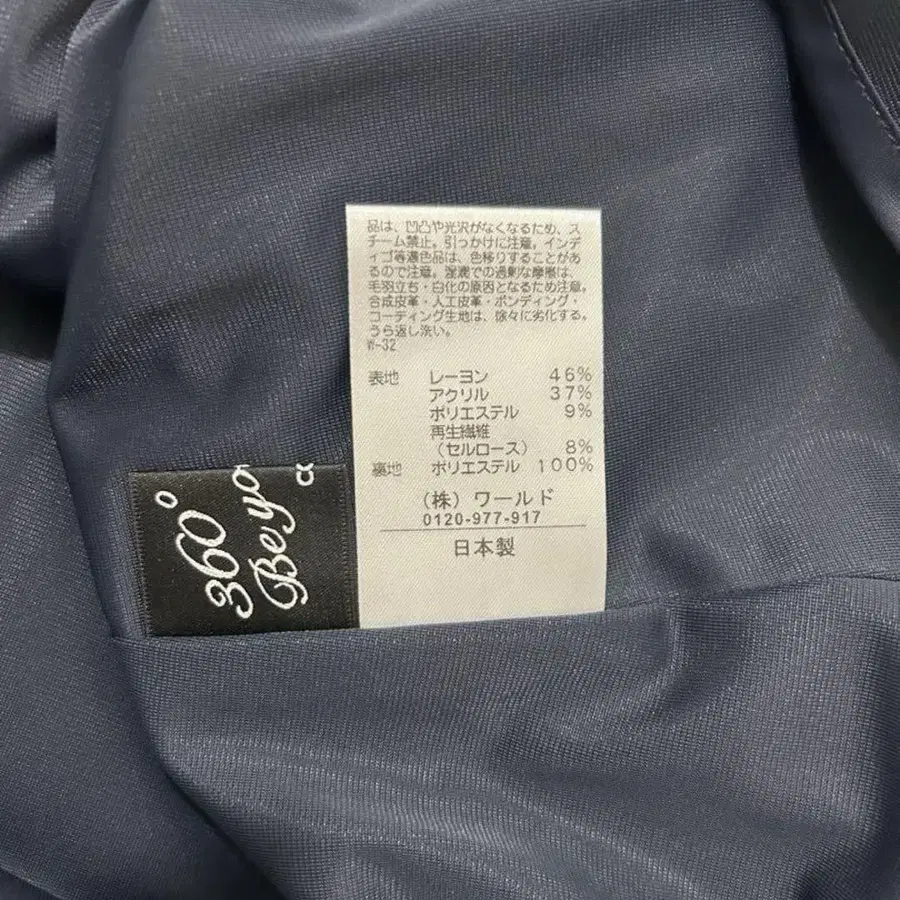 品は、凹凸や光沢がなくなるため、ス
チーム禁止。引っかけに注意。インデ
ィゴ等濃色品は、色移りすることがあ
るので注意。湿潤での過剰な摩擦は、
毛羽立ち・白化の原因となるため注意。
合成皮革・人工皮革・ボンディング・
コーティング生地は、徐々に劣化する。
うら返し洗い。
W-32
表地 レーヨン 46%
アクリル 37%
ポリエステル 9%
再生繊維
（セルロース） 8%
裏地 ポリエステル 100%
（株）ワールド
0120-977-917
日本製
360°